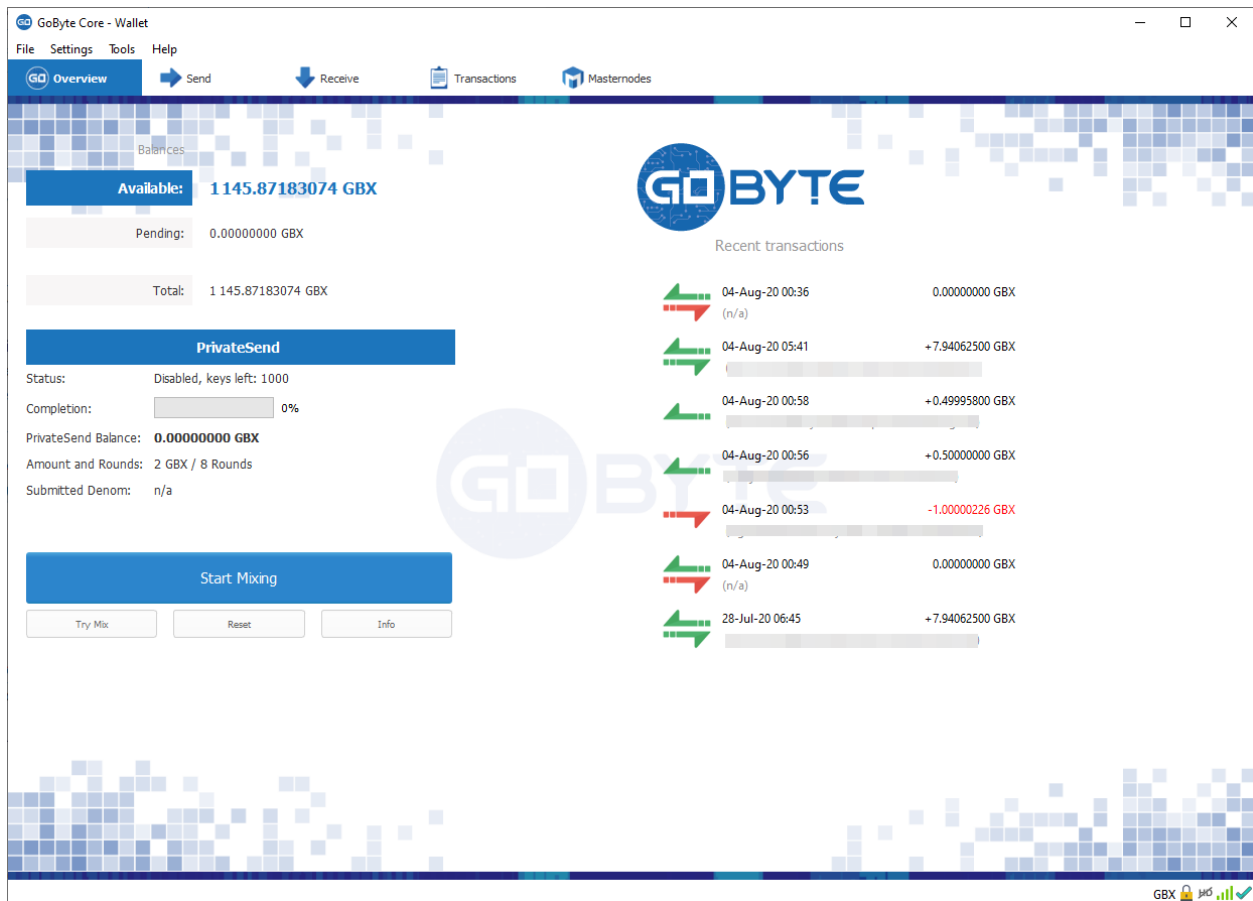 GoByte Core - Wallet
File Settings Tools Help
GO Overview Send Receive Transactions Masternodes
Balances
Available: 1 145.87183074 GBX
Pending: 0.00000000 GBX
Total: 1 145.87183074 GBX
PrivateSend
Status: Disabled, keys left: 1000
Completion: 0%
PrivateSend Balance: 0.00000000 GBX
Amount and Rounds: 2 GBX / 8 Rounds
Submitted Denom: n/a
Start Mixing
Try Mix Reset Info
GOBYTE
GOBYTE
Recent transactions
04-Aug-20 00:36 0.00000000 GBX
(n/a)
04-Aug-20 05:41 +7.94062500 GBX
04-Aug-20 00:58 +0.49995800 GBX
04-Aug-20 00:56 +0.50000000 GBX
04-Aug-20 00:53 -1.00000226 GBX
04-Aug-20 00:49 0.00000000 GBX
(n/a)
28-Jul-20 06:45 +7.94062500 GBX
GBX HD